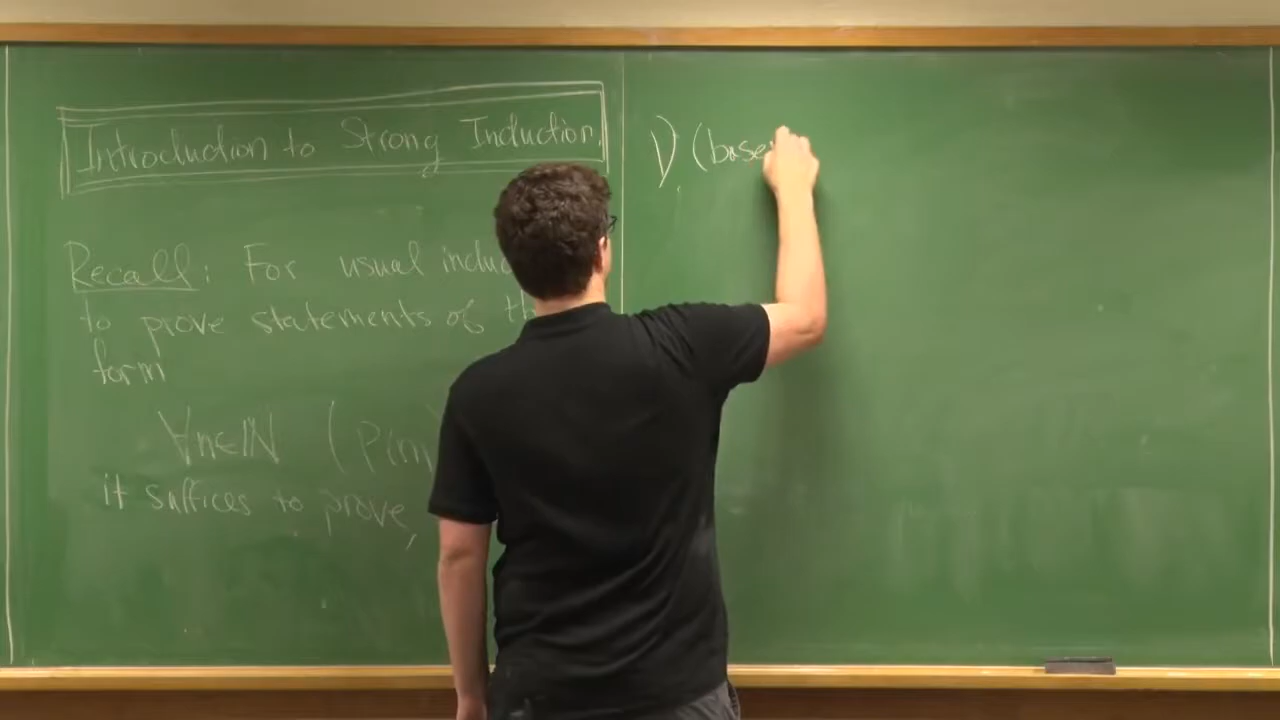 Introduction to Strong Induction.
Recall: For usual induc
to prove statements of th
form
∀n∈ℕ (P(n)
it suffices to prove,
1) (base